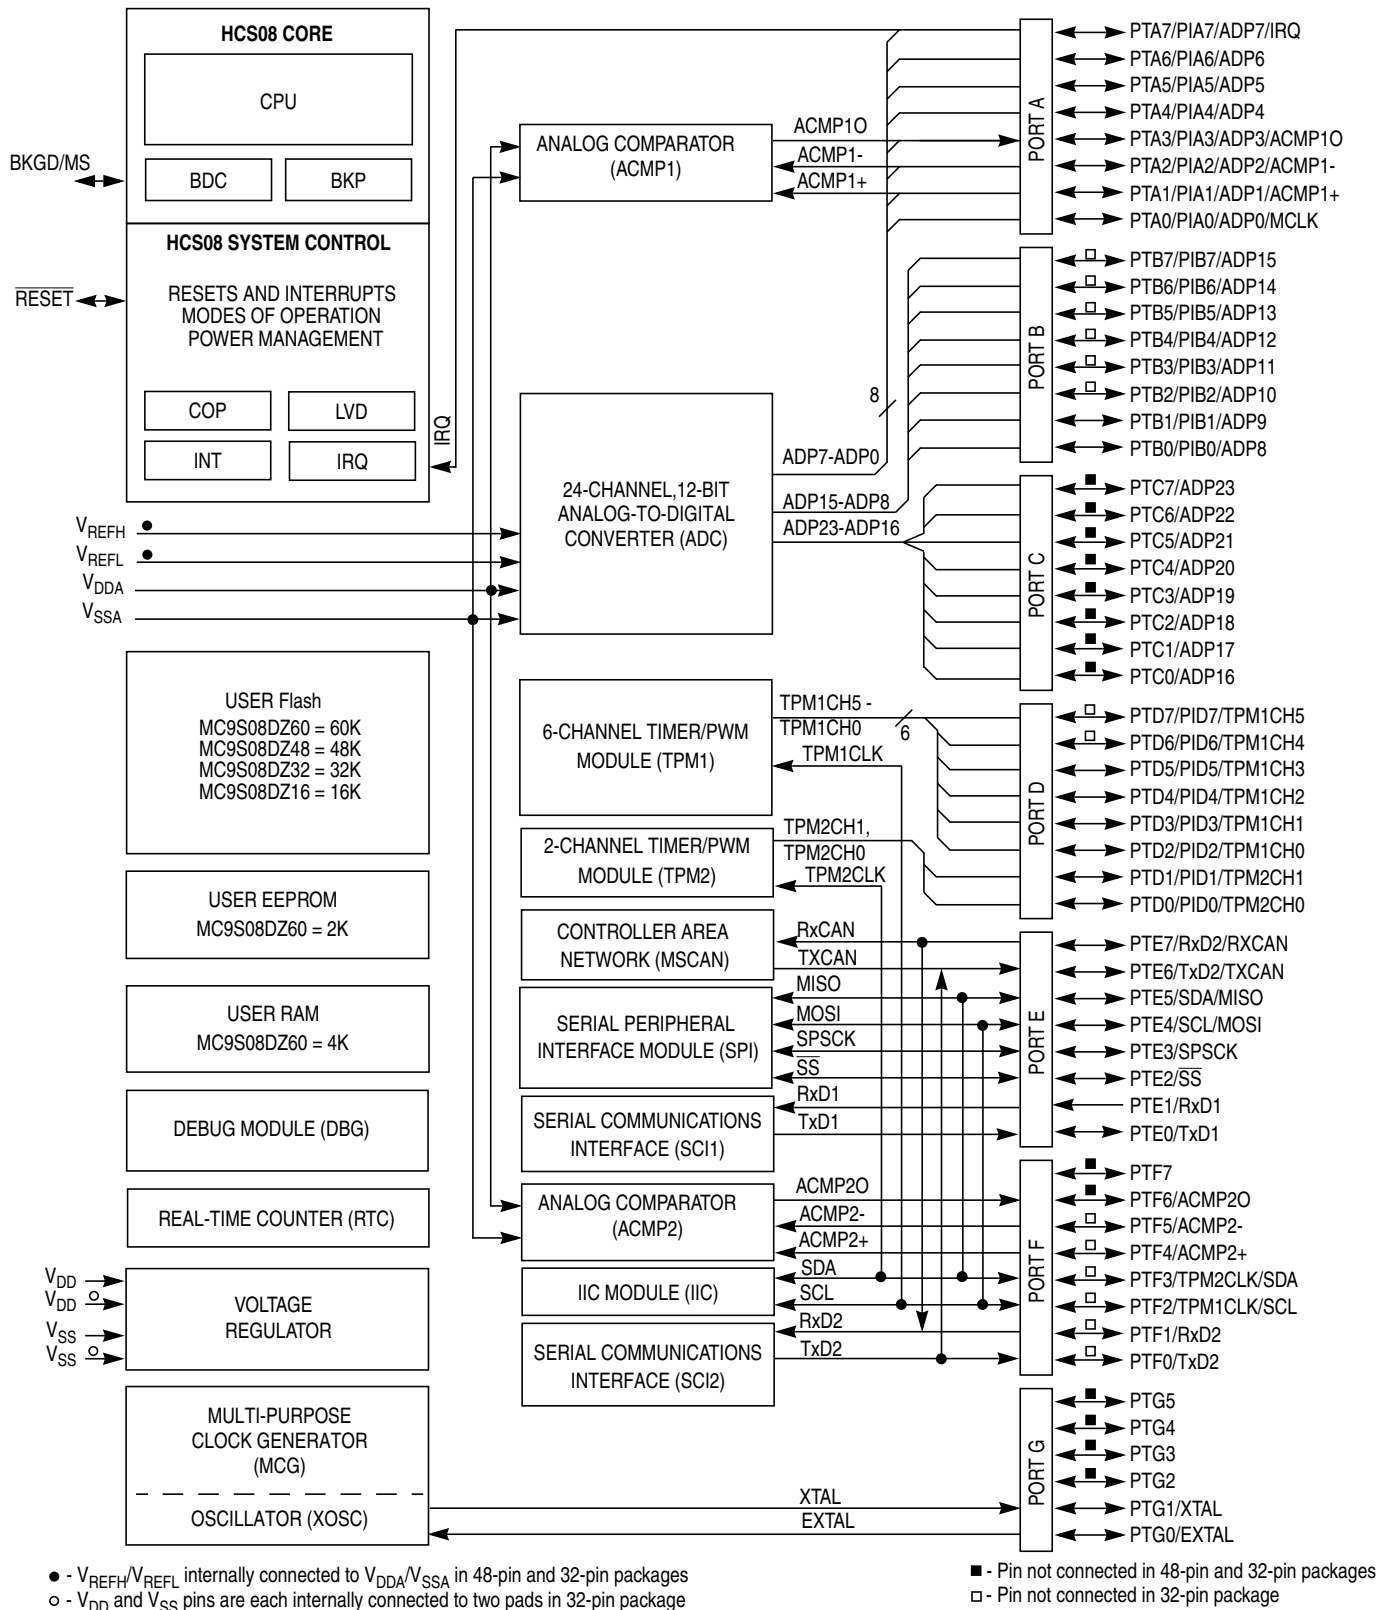 HCS08 CORE
CPU
BDC
BKP
BKGD/MS
HCS08 SYSTEM CONTROL
RESETS AND INTERRUPTS
MODES OF OPERATION
POWER MANAGEMENT
RESET
COP
LVD
INT
IRQ
IRQ
VREFH
VREFL
VDDA
VSSA
USER Flash
MC9S08DZ60 = 60K
MC9S08DZ48 = 48K
MC9S08DZ32 = 32K
MC9S08DZ16 = 16K
USER EEPROM
MC9S08DZ60 = 2K
USER RAM
MC9S08DZ60 = 4K
DEBUG MODULE (DBG)
REAL-TIME COUNTER (RTC)
VDD
VDD
VSS
VSS
VOLTAGE
REGULATOR
MULTI-PURPOSE
CLOCK GENERATOR
(MCG)
OSCILLATOR (XOSC)
ANALOG COMPARATOR
(ACMP1)
ACMP1O
ACMP1-
ACMP1+
24-CHANNEL,12-BIT
ANALOG-TO-DIGITAL
CONVERTER (ADC)
8
ADP7-ADP0
ADP15-ADP8
ADP23-ADP16
6-CHANNEL TIMER/PWM
MODULE (TPM1)
TPM1CH5 -
TPM1CH0
6
TPM1CLK
2-CHANNEL TIMER/PWM
MODULE (TPM2)
TPM2CH1,
TPM2CH0
TPM2CLK
CONTROLLER AREA
NETWORK (MSCAN)
RxCAN
TXCAN
SERIAL PERIPHERAL
INTERFACE MODULE (SPI)
MISO
MOSI
SPSCK
SS
SERIAL COMMUNICATIONS
INTERFACE (SCI1)
RxD1
TxD1
ANALOG COMPARATOR
(ACMP2)
ACMP2O
ACMP2-
ACMP2+
IIC MODULE (IIC)
SDA
SCL
SERIAL COMMUNICATIONS
INTERFACE (SCI2)
RxD2
TxD2
XTAL
EXTAL
PORT A
PTA7/PIA7/ADP7/IRQ
PTA6/PIA6/ADP6
PTA5/PIA5/ADP5
PTA4/PIA4/ADP4
PTA3/PIA3/ADP3/ACMP1O
PTA2/PIA2/ADP2/ACMP1-
PTA1/PIA1/ADP1/ACMP1+
PTA0/PIA0/ADP0/MCLK
PORT B
PTB7/PIB7/ADP15
PTB6/PIB6/ADP14
PTB5/PIB5/ADP13
PTB4/PIB4/ADP12
PTB3/PIB3/ADP11
PTB2/PIB2/ADP10
PTB1/PIB1/ADP9
PTB0/PIB0/ADP8
PORT C
PTC7/ADP23
PTC6/ADP22
PTC5/ADP21
PTC4/ADP20
PTC3/ADP19
PTC2/ADP18
PTC1/ADP17
PTC0/ADP16
PORT D
PTD7/PID7/TPM1CH5
PTD6/PID6/TPM1CH4
PTD5/PID5/TPM1CH3
PTD4/PID4/TPM1CH2
PTD3/PID3/TPM1CH1
PTD2/PID2/TPM1CH0
PTD1/PID1/TPM2CH1
PTD0/PID0/TPM2CH0
PORT E
PTE7/RxD2/RXCAN
PTE6/TxD2/TXCAN
PTE5/SDA/MISO
PTE4/SCL/MOSI
PTE3/SPSCK
PTE2/SS
PTE1/RxD1
PTE0/TxD1
PORT F
PTF7
PTF6/ACMP2O
PTF5/ACMP2-
PTF4/ACMP2+
PTF3/TPM2CLK/SDA
PTF2/TPM1CLK/SCL
PTF1/RxD2
PTF0/TxD2
PORT G
PTG5
PTG4
PTG3
PTG2
PTG1/XTAL
PTG0/EXTAL
● - VREFH/VREFL internally connected to VDDA/VSSA in 48-pin and 32-pin packages
○ - VDD and VSS pins are each internally connected to two pads in 32-pin package
■ - Pin not connected in 48-pin and 32-pin packages
□ - Pin not connected in 32-pin package